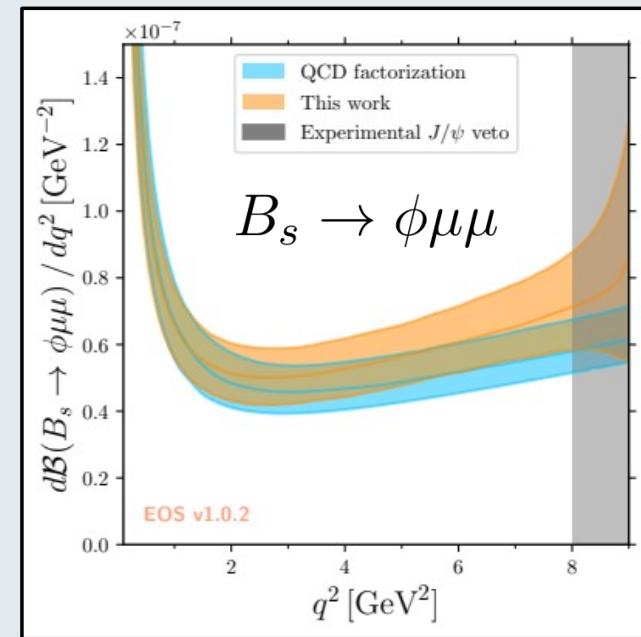 ×10⁻⁷
1.4
1.2
1.0
0.8
0.6
0.4
0.2
0.0
dℬ(B_s → ϕμμ) / dq² [GeV⁻²]
QCD factorization
This work
Experimental J/ψ veto
B_s → ϕμμ
EOS v1.0.2
2 4 6 8
q² [GeV²]